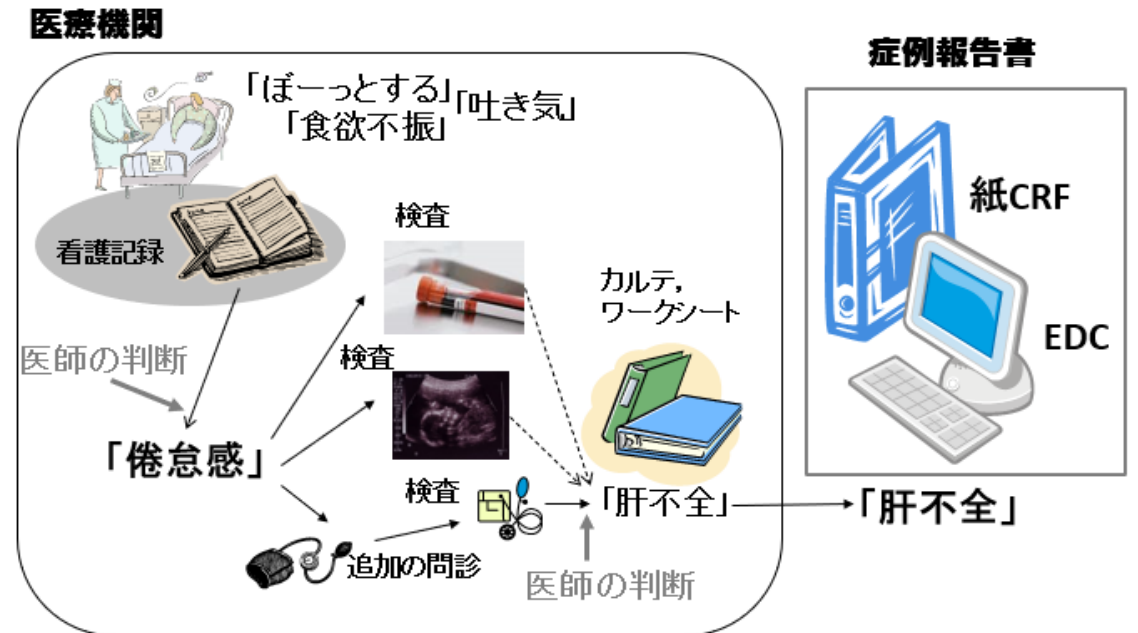 医療機関
「ぼーっとする」「吐き気」
「食欲不振」
看護記録
医師の判断
「倦怠感」
検査
検査
検査
追加の問診
カルテ,
ワークシート
「肝不全」
医師の判断
症例報告書
紙CRF
EDC
「肝不全」